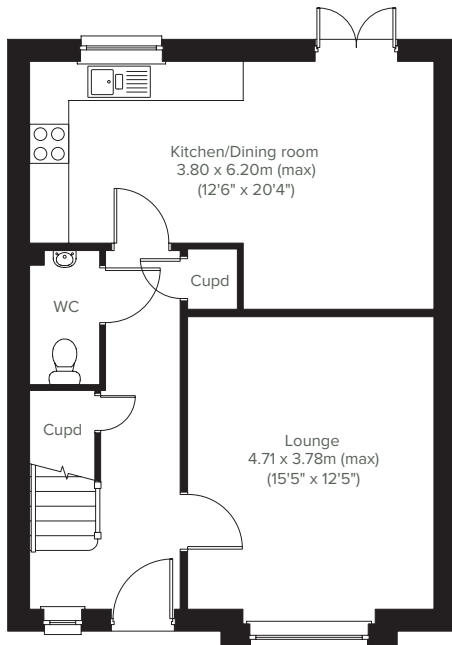 Kitchen/Dining room
3.80 x 6.20m (max)
(12'6" x 20'4")
Cupd
WC
Cupd
Lounge
4.71 x 3.78m (max)
(15'5" x 12'5")